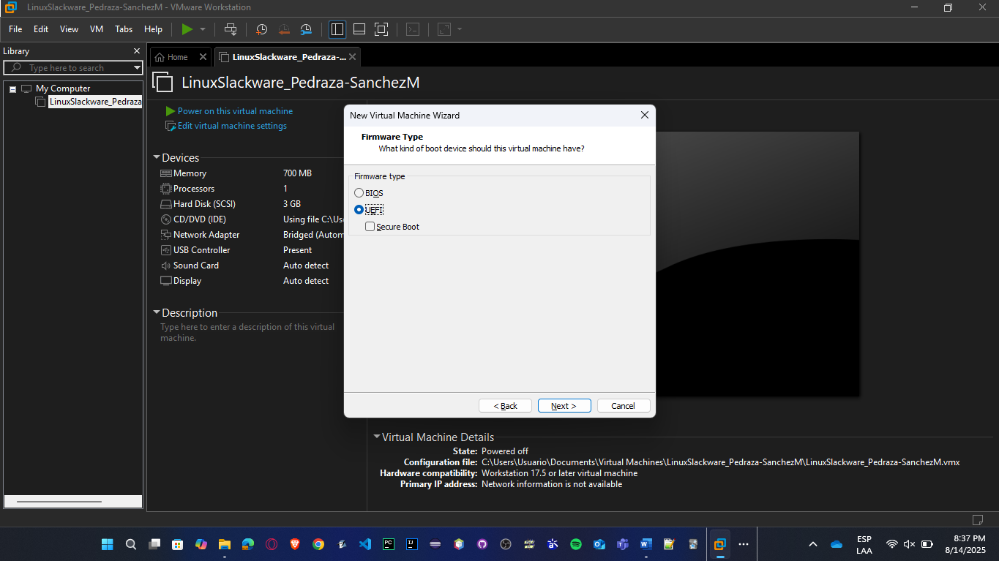 LinuxSlackware_Pedraza-SanchezM - VMware Workstation
File Edit View VM Tabs Help
Library
Type here to search
My Computer
LinuxSlackware_Pedraza
Home
LinuxSlackware_Pedraza-...
LinuxSlackware_Pedraza-SanchezM
Power on this virtual machine
Edit virtual machine settings
Devices
Memory 700 MB
Processors 1
Hard Disk (SCSI) 3 GB
CD/DVD (IDE) Using file C:\Us
Network Adapter Bridged (Autom
USB Controller Present
Sound Card Auto detect
Display Auto detect
Description
Type here to enter a description of this virtual
machine.
New Virtual Machine Wizard
Firmware Type
What kind of boot device should this virtual machine have?
Firmware type
BIOS
UEFI
Secure Boot
< Back Next > Cancel
Virtual Machine Details
State: Powered off
Configuration file: C:\Users\Usuario\Documents\Virtual Machines\LinuxSlackware_Pedraza-SanchezM\LinuxSlackware_Pedraza-SanchezM.vmx
Hardware compatibility: Workstation 17.5 or later virtual machine
Primary IP address: Network information is not available
ESP
LAA
8:37 PM
8/14/2025